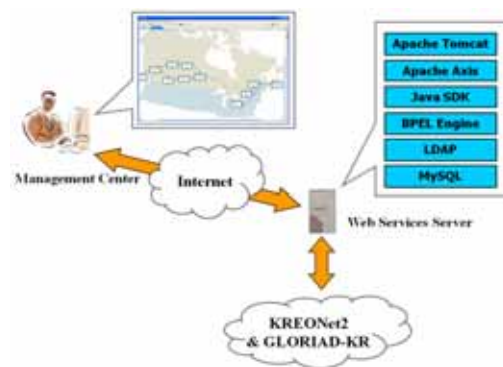 Apache Tomcat
Apache Axis
Java SDK
BPEL Engine
LDAP
MySQL
Management Center
Internet
Web Services Server
KREONet2
& GLORIAD-KR